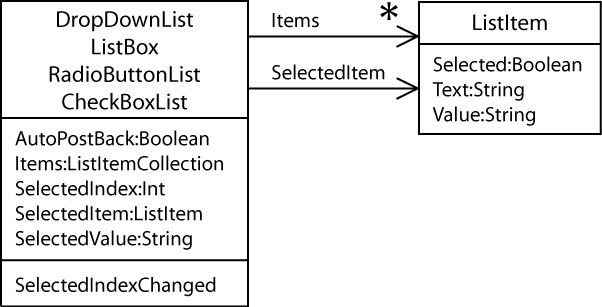 DropDownList
ListBox
RadioButtonList
CheckBoxList
AutoPostBack:Boolean
Items:ListItemCollection
SelectedIndex:Int
SelectedItem:ListItem
SelectedValue:String
SelectedIndexChanged
Items
*
SelectedItem
ListItem
Selected:Boolean
Text:String
Value:String